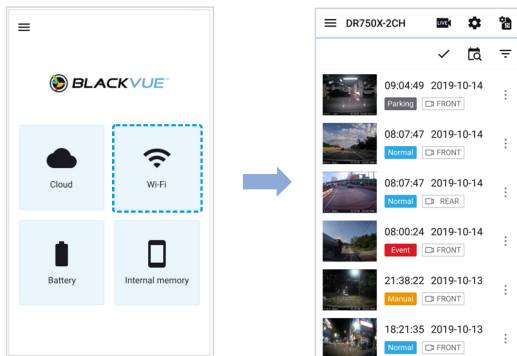 BLACKVUE
Cloud
Wi-Fi
Battery
Internal memory
DR750X-2CH
LIVE
09:04:49 2019-10-14
Parking FRONT
08:07:47 2019-10-14
Normal FRONT
08:07:47 2019-10-14
Normal REAR
08:00:24 2019-10-14
Event FRONT
21:38:22 2019-10-13
Manual FRONT
18:21:35 2019-10-13
Normal FRONT